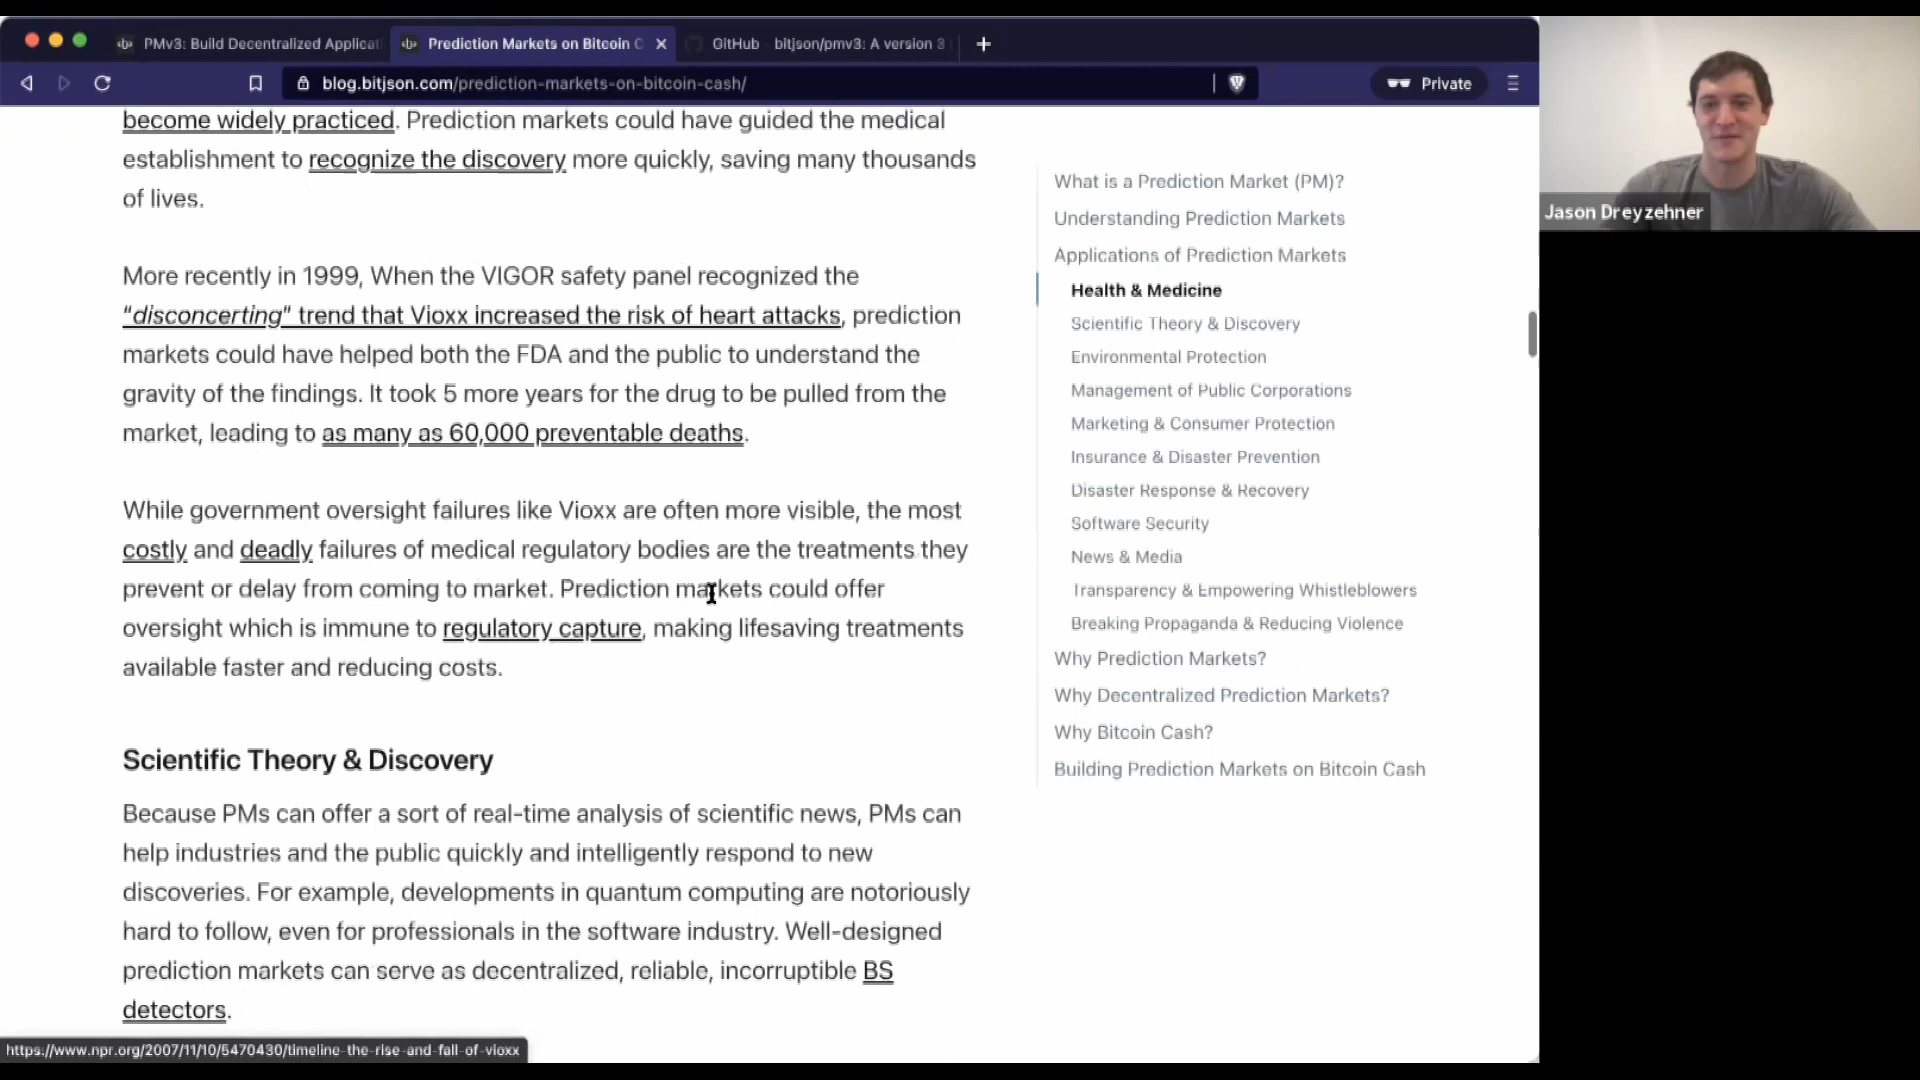 PMv3: Build Decentralized Applicat
Prediction Markets on Bitcoin C
GitHub - bitjson/pmv3: A version 3
blog.bitjson.com/prediction-markets-on-bitcoin-cash/
Private
become widely practiced. Prediction markets could have guided the medical
establishment to recognize the discovery more quickly, saving many thousands
of lives.
More recently in 1999, When the VIGOR safety panel recognized the
“disconcerting” trend that Vioxx increased the risk of heart attacks, prediction
markets could have helped both the FDA and the public to understand the
gravity of the findings. It took 5 more years for the drug to be pulled from the
market, leading to as many as 60,000 preventable deaths.
While government oversight failures like Vioxx are often more visible, the most
costly and deadly failures of medical regulatory bodies are the treatments they
prevent or delay from coming to market. Prediction markets could offer
oversight which is immune to regulatory capture, making lifesaving treatments
available faster and reducing costs.
Scientific Theory & Discovery
Because PMs can offer a sort of real-time analysis of scientific news, PMs can
help industries and the public quickly and intelligently respond to new
discoveries. For example, developments in quantum computing are notoriously
hard to follow, even for professionals in the software industry. Well-designed
prediction markets can serve as decentralized, reliable, incorruptible BS
detectors.
https://www.npr.org/2007/11/10/5470430/timeline-the-rise-and-fall-of-vioxx
What is a Prediction Market (PM)?
Understanding Prediction Markets
Applications of Prediction Markets
Health & Medicine
Scientific Theory & Discovery
Environmental Protection
Management of Public Corporations
Marketing & Consumer Protection
Insurance & Disaster Prevention
Disaster Response & Recovery
Software Security
News & Media
Transparency & Empowering Whistleblowers
Breaking Propaganda & Reducing Violence
Why Prediction Markets?
Why Decentralized Prediction Markets?
Why Bitcoin Cash?
Building Prediction Markets on Bitcoin Cash
Jason Dreyzehner